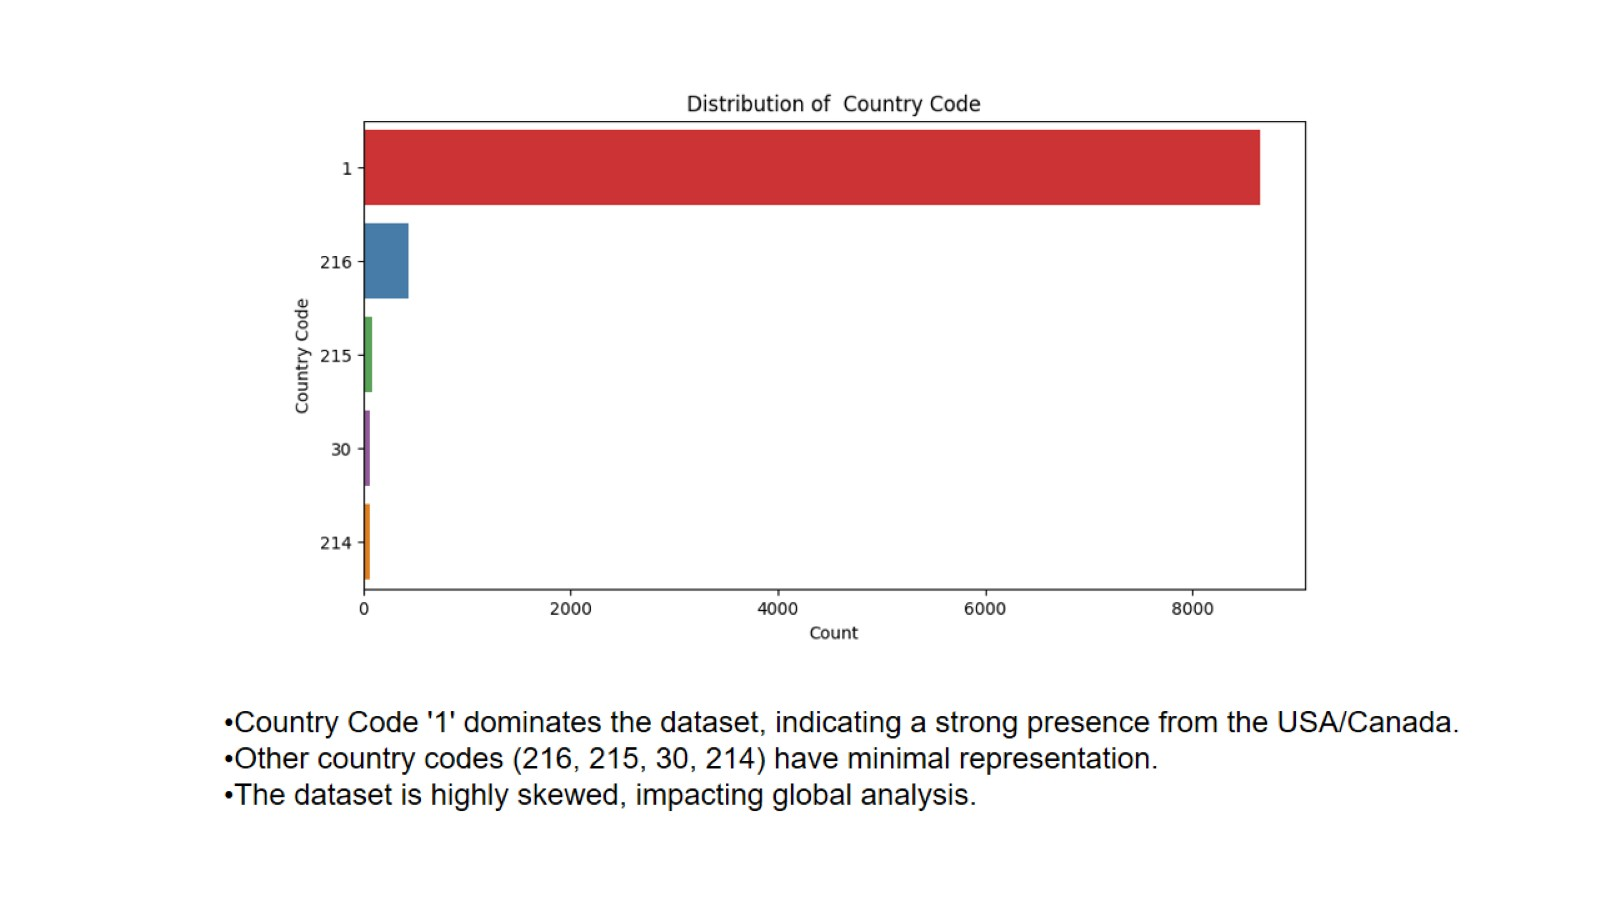 Distribution of  Country Code
1
216
215
30
214
Country Code
0 2000 4000 6000 8000
Count
•Country Code '1' dominates the dataset, indicating a strong presence from the USA/Canada.
•Other country codes (216, 215, 30, 214) have minimal representation.
•The dataset is highly skewed, impacting global analysis.